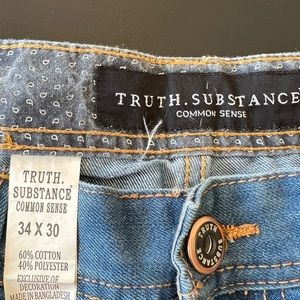 TRUTH.SUBSTANCE
COMMON SENSE
TRUTH.
SUBSTANCE
COMMON SENSE
34 X 30
60% COTTON
40% POLYESTER
EXCLUSIVE OF DECORATION
MADE IN BANGLADESH
TRUTH
SUBSTANCE